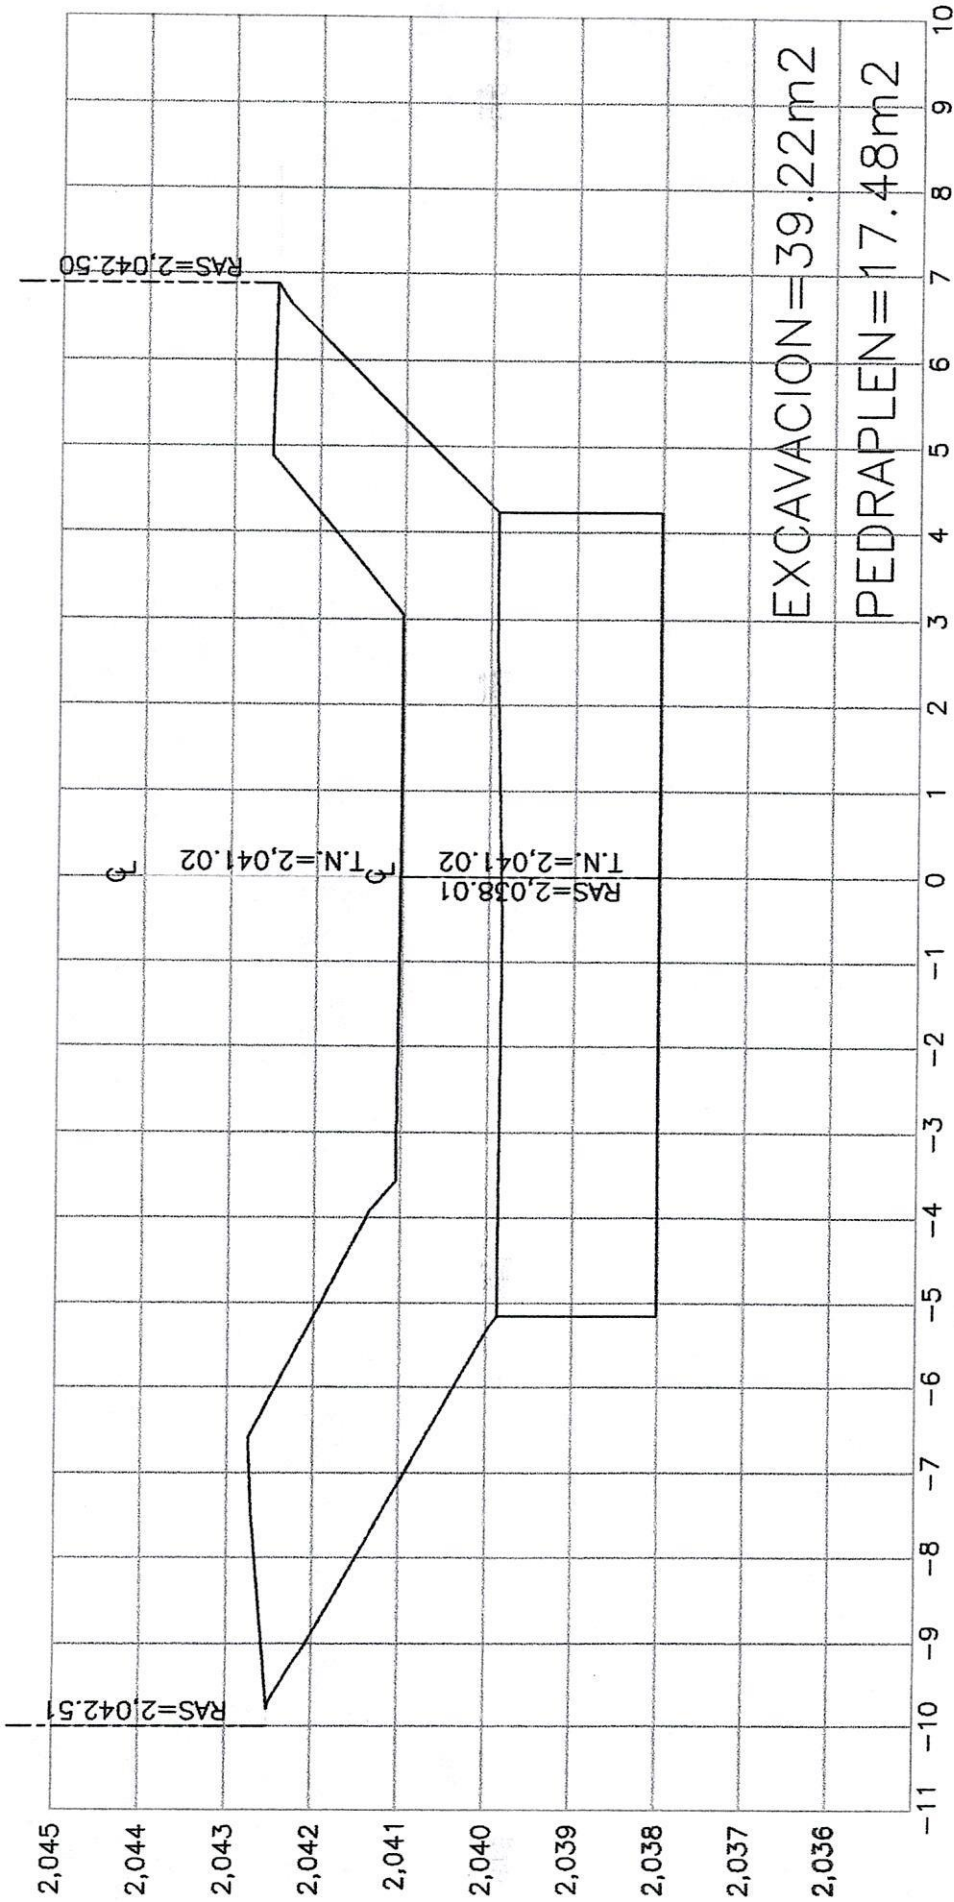 2,045
2,044
2,043
2,042
2,041
2,040
2,039
2,038
2,037
2,036
RAS=2,042.51
RAS=2,042.50
T.N.=2,041.02
T.N.=2,041.02
RAS=2,038.01
EXCAVACION=39.22m2
PEDRAPLEN=17.48m2
-11 -10 -9 -8 -7 -6 -5 -4 -3 -2 -1 0 1 2 3 4 5 6 7 8 9 10